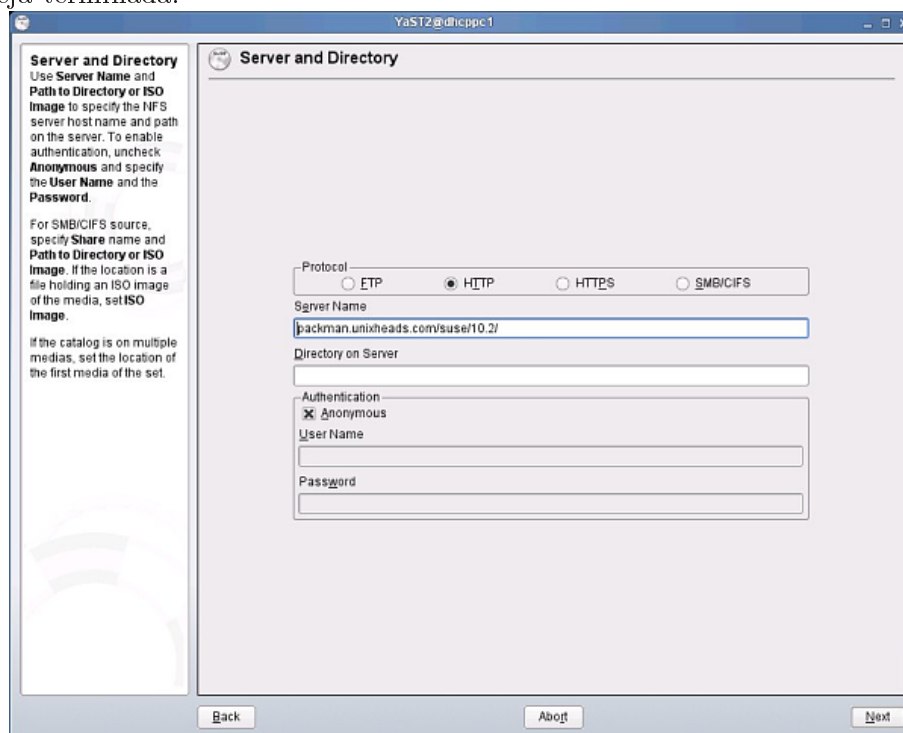 seja terminada.
YaST2@dhcppc1
Server and Directory
Use Server Name and
Path to Directory or ISO
Image to specify the NFS
server host name and path
on the server. To enable
authentication, uncheck
Anonymous and specify
the User Name and the
Password.
For SMB/CIFS source,
specify Share name and
Path to Directory or ISO
Image. If the location is a
file holding an ISO image
of the media, set ISO
Image.
If the catalog is on multiple
medias, set the location of
the first media of the set.
Server and Directory
Protocol
FTP
HTTP
HTTPS
SMB/CIFS
Server Name
packman.unixheads.com/suse/10.2/
Directory on Server
Authentication
Anonymous
User Name
Password
Back
Abort
Next